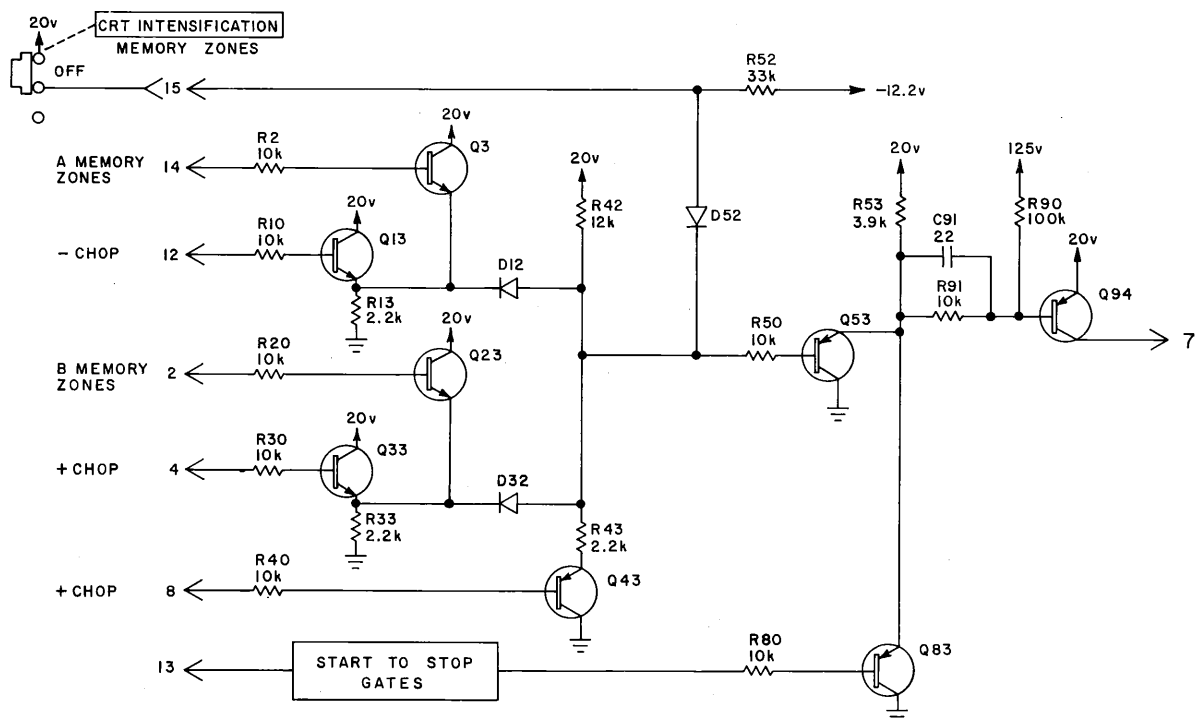 20v
CRT INTENSIFICATION
MEMORY ZONES
OFF
15
R52
33k
-12.2v
A MEMORY
ZONES
14
R2
10k
20v
Q3
20v
R42
12k
D52
20v
R53
3.9k
C91
22
125v
R90
100k
20v
- CHOP
12
R10
10k
20v
Q13
D12
R13
2.2k
R91
10k
Q94
7
B MEMORY
ZONES
2
R20
10k
20v
Q23
R50
10k
Q53
+ CHOP
4
R30
10k
20v
Q33
D32
R33
2.2k
R43
2.2k
+ CHOP
8
R40
10k
Q43
13
START TO STOP
GATES
R80
10k
Q83